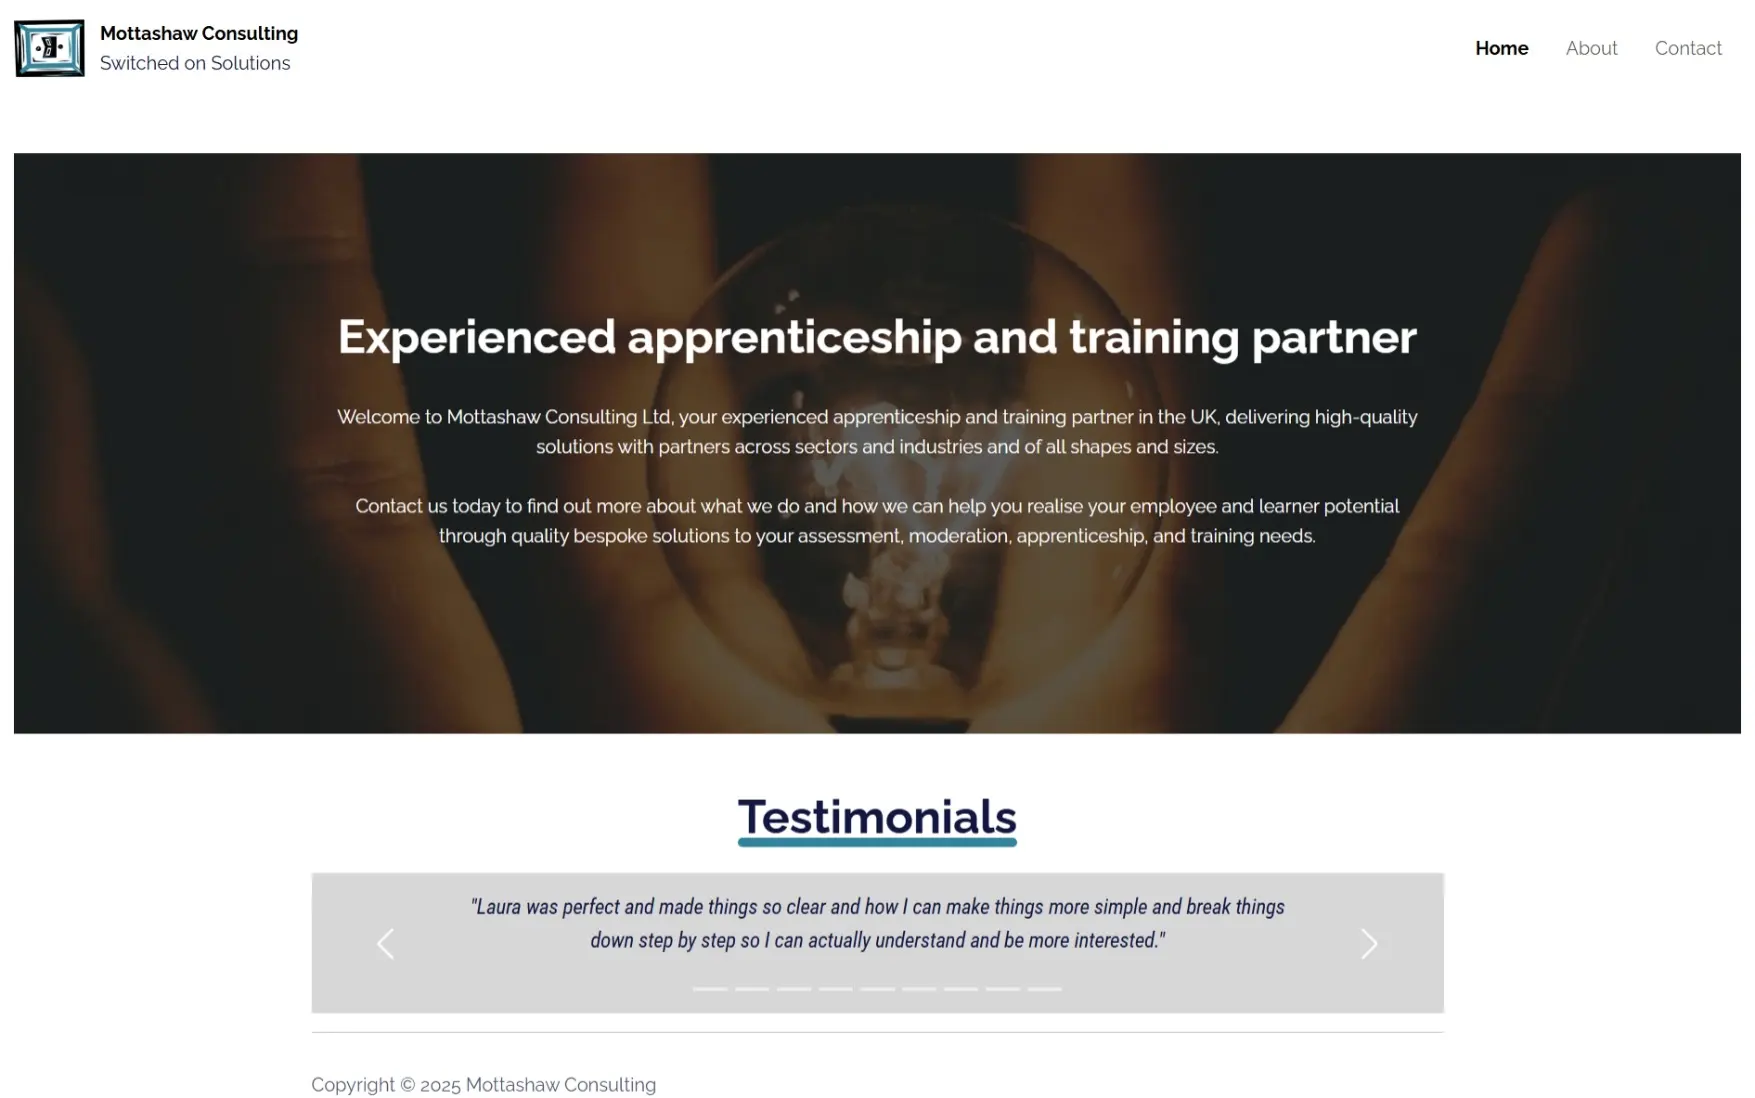 Mottashaw Consulting
Switched on Solutions
Home
About
Contact
Experienced apprenticeship and training partner
Welcome to Mottashaw Consulting Ltd, your experienced apprenticeship and training partner in the UK, delivering high-quality
solutions with partners across sectors and industries and of all shapes and sizes.
Contact us today to find out more about what we do and how we can help you realise your employee and learner potential
through quality bespoke solutions to your assessment, moderation, apprenticeship, and training needs.
Testimonials
"Laura was perfect and made things so clear and how I can make things more simple and break things
down step by step so I can actually understand and be more interested."
Copyright © 2025 Mottashaw Consulting